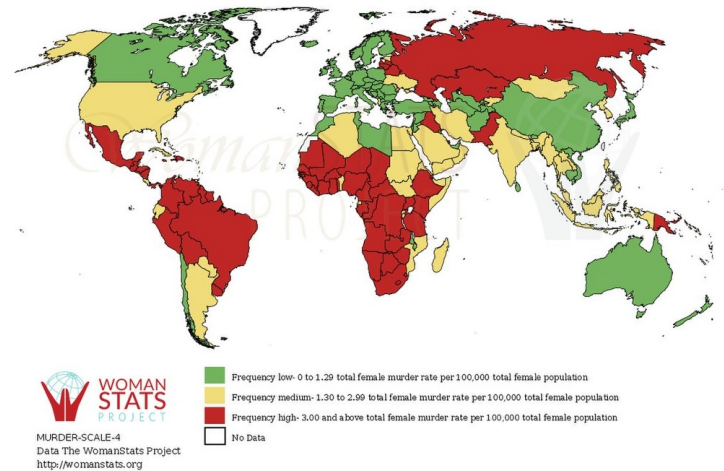 Woman
PROJECT
WOMAN
STATS
PROJECT
Frequency low- 0 to 1.29 total female murder rate per 100,000 total female population
Frequency medium- 1.30 to 2.99 total female murder rate per 100,000 total female population
Frequency high- 3.00 and above total female murder rate per 100,000 total female population
No Data
MURDER-SCALE-4
Data The WomanStats Project
http://womanstats.org